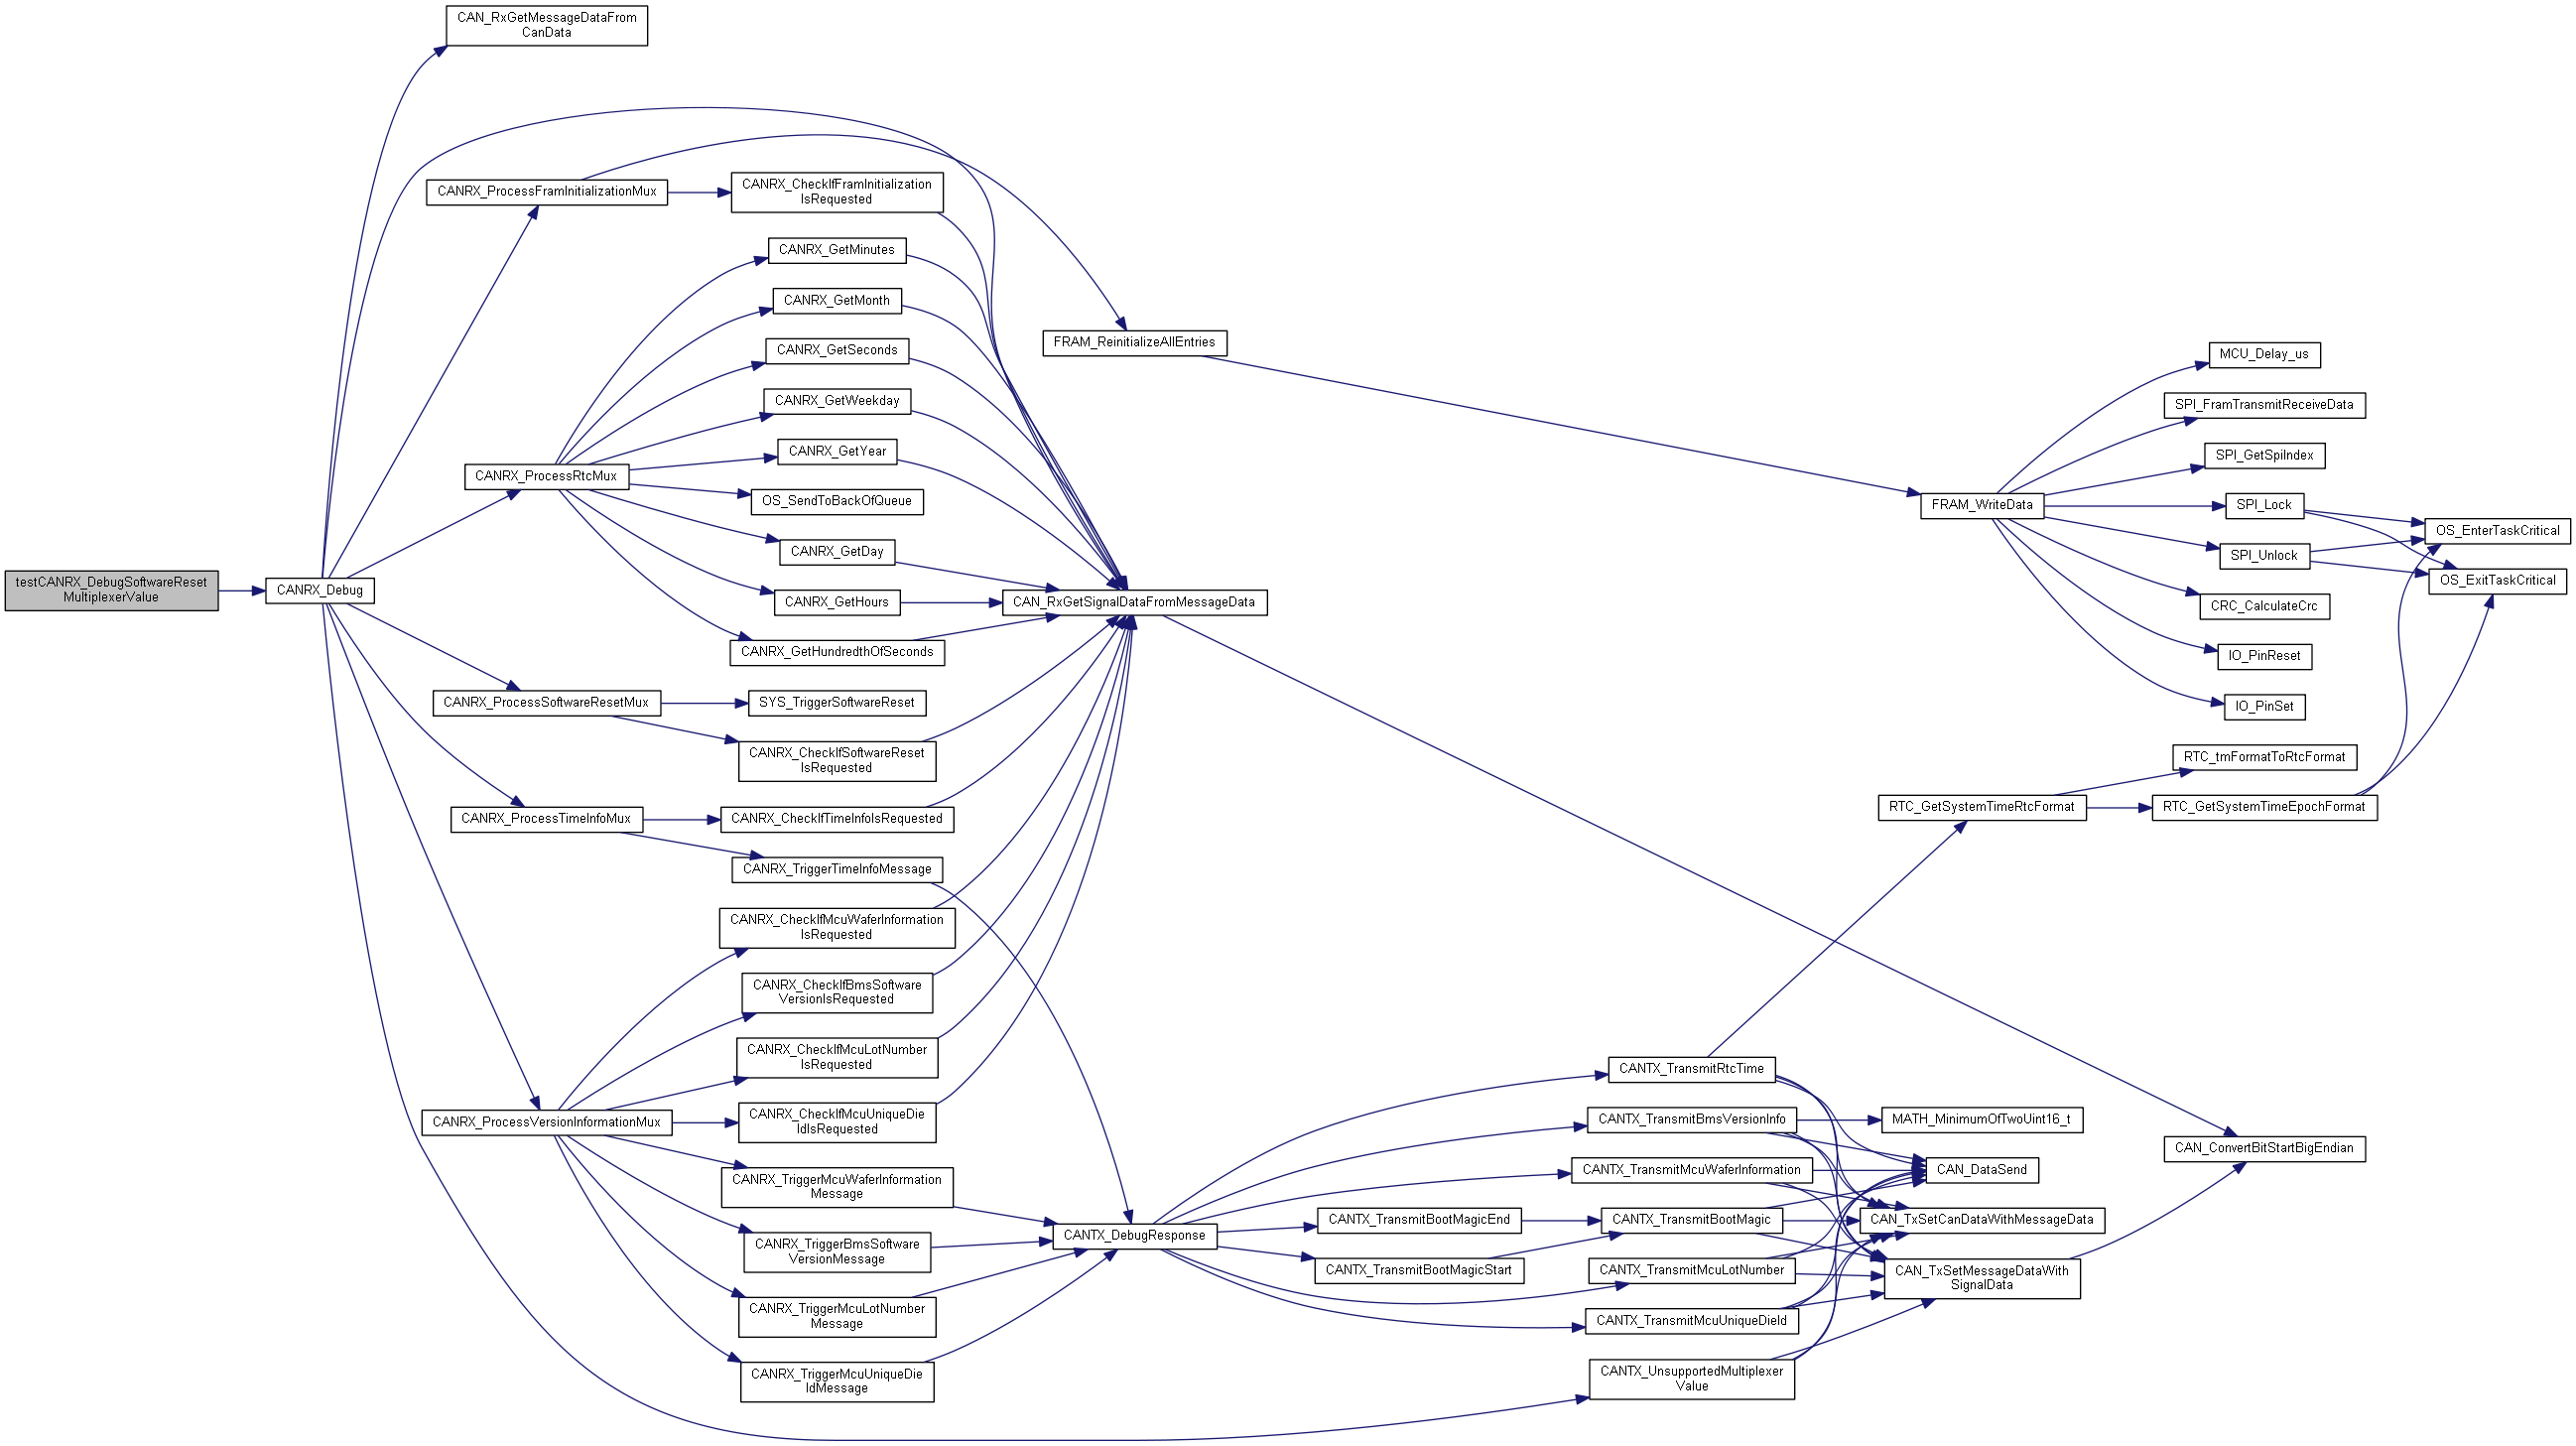 testCANRX_DebugSoftwareReset
MultiplexerValue
CANRX_Debug
CAN_RxGetMessageDataFrom
CanData
CANRX_ProcessFramInitializationMux
CANRX_ProcessRtcMux
CANRX_ProcessSoftwareResetMux
CANRX_ProcessTimeInfoMux
CANRX_ProcessVersionInformationMux
CANRX_CheckIfFramInitialization
IsRequested
CANRX_GetMinutes
CANRX_GetMonth
CANRX_GetSeconds
CANRX_GetWeekday
CANRX_GetYear
OS_SendToBackOfQueue
CANRX_GetDay
CANRX_GetHours
CANRX_GetHundredthOfSeconds
SYS_TriggerSoftwareReset
CANRX_CheckIfSoftwareReset
IsRequested
CANRX_CheckIfTimeInfoIsRequested
CANRX_TriggerTimeInfoMessage
CANRX_CheckIfMcuWaferInformation
IsRequested
CANRX_CheckIfBmsSoftware
VersionIsRequested
CANRX_CheckIfMcuLotNumber
IsRequested
CANRX_CheckIfMcuUniqueDie
IdIsRequested
CANRX_TriggerMcuWaferInformation
Message
CANRX_TriggerBmsSoftware
VersionMessage
CANRX_TriggerMcuLotNumber
Message
CANRX_TriggerMcuUniqueDie
IdMessage
FRAM_ReinitializeAllEntries
CAN_RxGetSignalDataFromMessageData
CANTX_DebugResponse
CANTX_TransmitBootMagicEnd
CANTX_TransmitBootMagicStart
CANTX_TransmitRtcTime
CANTX_TransmitBmsVersionInfo
CANTX_TransmitMcuWaferInformation
CANTX_TransmitBootMagic
CANTX_TransmitMcuLotNumber
CANTX_TransmitMcuUniqueDieId
CANTX_UnsupportedMultiplexer
Value
FRAM_WriteData
RTC_GetSystemTimeRtcFormat
MATH_MinimumOfTwoUint16_t
CAN_DataSend
CAN_TxSetCanDataWithMessageData
CAN_TxSetMessageDataWith
SignalData
MCU_Delay_us
SPI_FramTransmitReceiveData
SPI_GetSpiIndex
SPI_Lock
SPI_Unlock
CRC_CalculateCrc
IO_PinReset
IO_PinSet
RTC_tmFormatToRtcFormat
RTC_GetSystemTimeEpochFormat
CAN_ConvertBitStartBigEndian
OS_EnterTaskCritical
OS_ExitTaskCritical